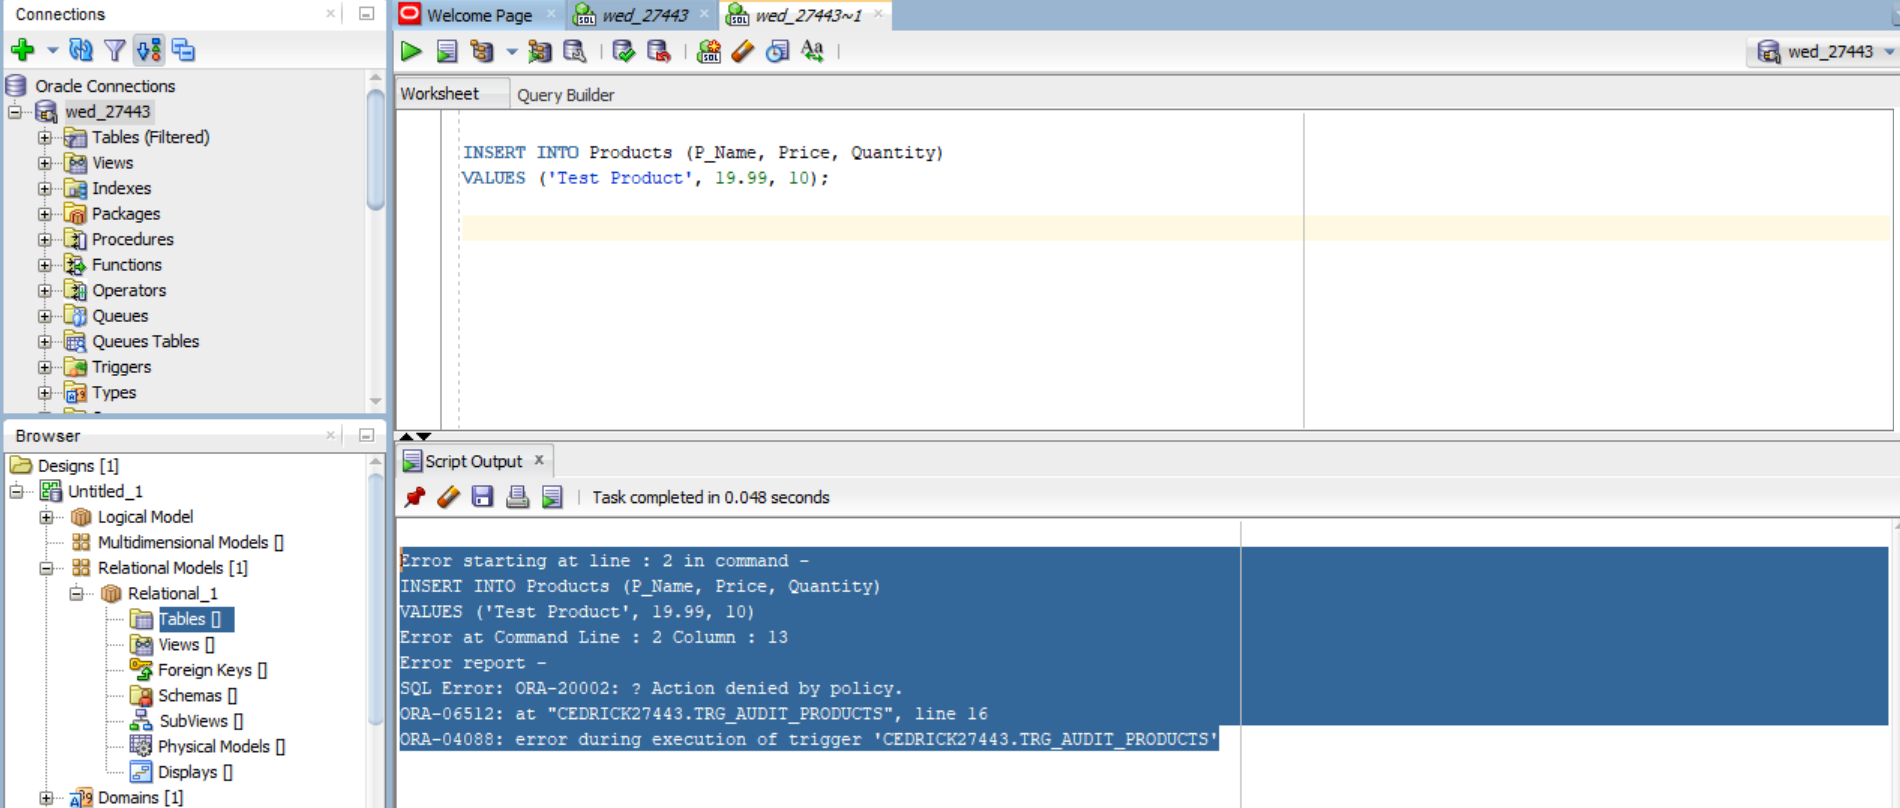 Connections
Oracle Connections
wed_27443
Tables (Filtered)
Views
Indexes
Packages
Procedures
Functions
Operators
Queues
Queues Tables
Triggers
Types
Browser
Designs [1]
Untitled_1
Logical Model
Multidimensional Models []
Relational Models [1]
Relational_1
Tables []
Views []
Foreign Keys []
Schemas []
SubViews []
Physical Models []
Displays []
Domains [1]
Welcome Page
wed_27443
wed_27443~1
wed_27443
Worksheet
Query Builder
INSERT INTO Products (P_Name, Price, Quantity)
VALUES ('Test Product', 19.99, 10);
Script Output
Task completed in 0.048 seconds
Error starting at line : 2 in command -
INSERT INTO Products (P_Name, Price, Quantity)
VALUES ('Test Product', 19.99, 10)
Error at Command Line : 2 Column : 13
Error report -
SQL Error: ORA-20002: ? Action denied by policy.
ORA-06512: at "CEDRICK27443.TRG_AUDIT_PRODUCTS", line 16
ORA-04088: error during execution of trigger 'CEDRICK27443.TRG_AUDIT_PRODUCTS'